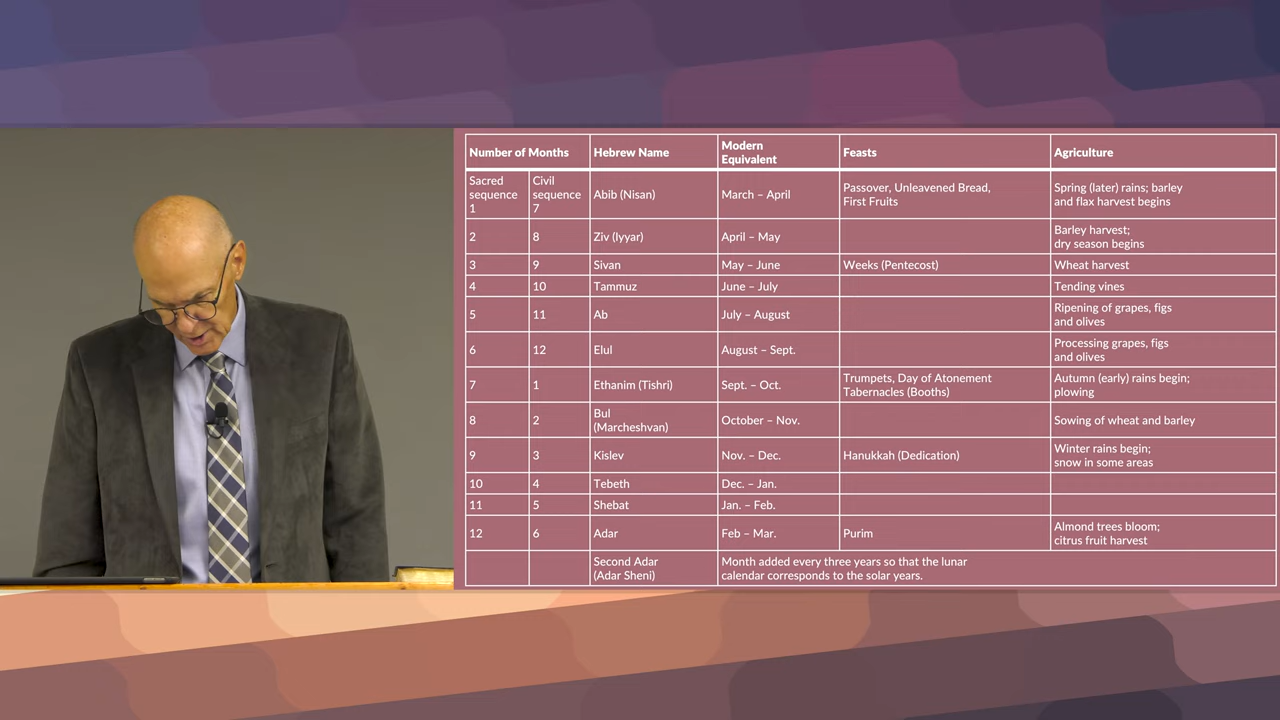 Number of Months
Hebrew Name
Modern
Equivalent
Feasts
Agriculture
Sacred
sequence
1
Civil
sequence
7
Abib (Nisan)
March – April
Passover, Unleavened Bread,
First Fruits
Spring (later) rains; barley
and flax harvest begins
2
8
Ziv (Iyyar)
April – May
Barley harvest;
dry season begins
3
9
Sivan
May – June
Weeks (Pentecost)
Wheat harvest
4
10
Tammuz
June – July
Tending vines
5
11
Ab
July – August
Ripening of grapes, figs
and olives
6
12
Elul
August – Sept.
Processing grapes, figs
and olives
7
1
Ethanim (Tishri)
Sept. – Oct.
Trumpets, Day of Atonement
Tabernacles (Booths)
Autumn (early) rains begin;
plowing
8
2
Bul
(Marcheshvan)
October – Nov.
Sowing of wheat and barley
9
3
Kislev
Nov. – Dec.
Hanukkah (Dedication)
Winter rains begin;
snow in some areas
10
4
Tebeth
Dec. – Jan.
11
5
Shebat
Jan. – Feb.
12
6
Adar
Feb – Mar.
Purim
Almond trees bloom;
citrus fruit harvest
Second Adar
(Adar Sheni)
Month added every three years so that the lunar
calendar corresponds to the solar years.